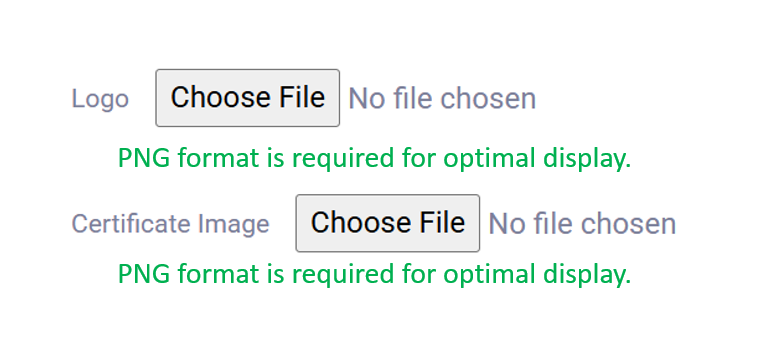 Logo Choose File No file chosen
PNG format is required for optimal display.
Certificate Image Choose File No file chosen
PNG format is required for optimal display.